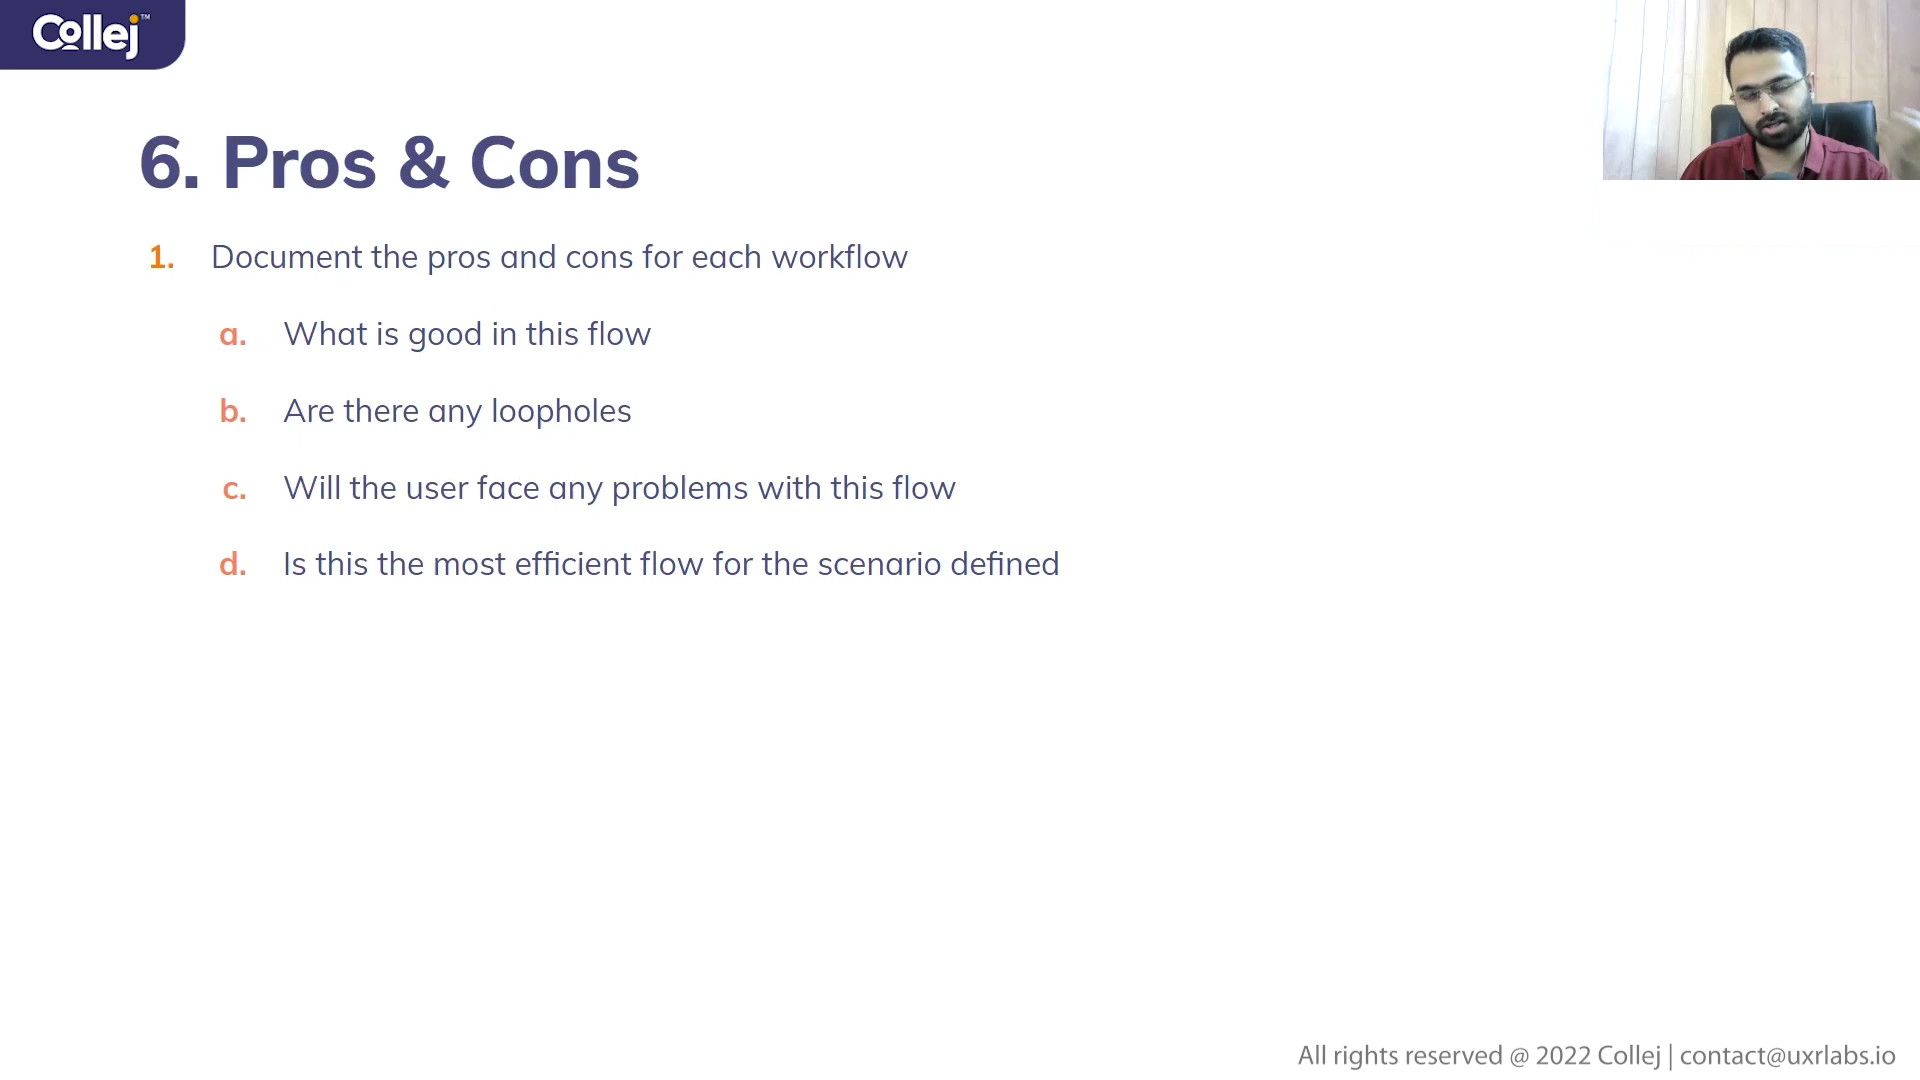 Collej™
6. Pros & Cons
1. Document the pros and cons for each workflow
a. What is good in this flow
b. Are there any loopholes
c. Will the user face any problems with this flow
d. Is this the most efficient flow for the scenario defined
All rights reserved @ 2022 Collej | contact@uxrlabs.io